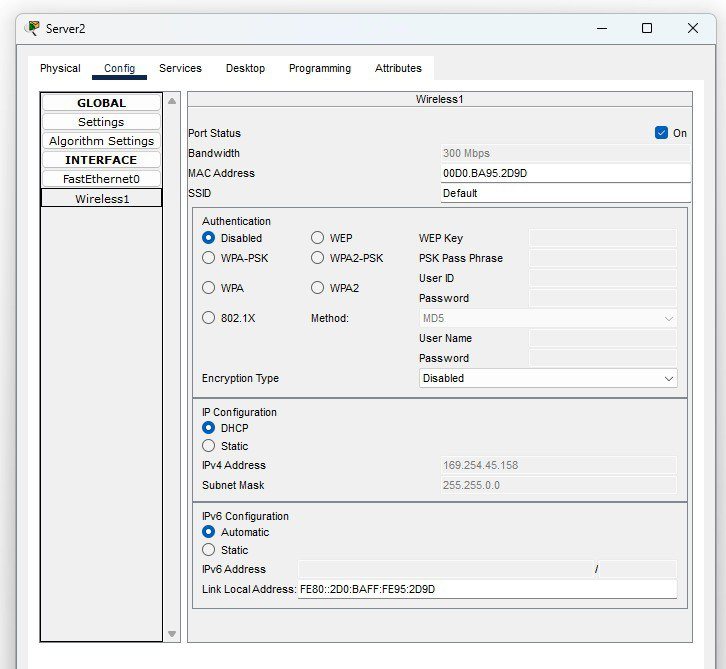 Server2
Physical Config Services Desktop Programming Attributes
GLOBAL
Settings
Algorithm Settings
INTERFACE
FastEthernet0
Wireless1
Wireless1
Port Status On
Bandwidth 300 Mbps
MAC Address 00D0.BA95.2D9D
SSID Default
Authentication
Disabled WEP WEP Key
WPA-PSK WPA2-PSK PSK Pass Phrase
User ID
WPA WPA2 Password
802.1X Method: MD5
User Name
Password
Encryption Type Disabled
IP Configuration
DHCP
Static
IPv4 Address 169.254.45.158
Subnet Mask 255.255.0.0
IPv6 Configuration
Automatic
Static
IPv6 Address /
Link Local Address: FE80::2D0:BAFF:FE95:2D9D